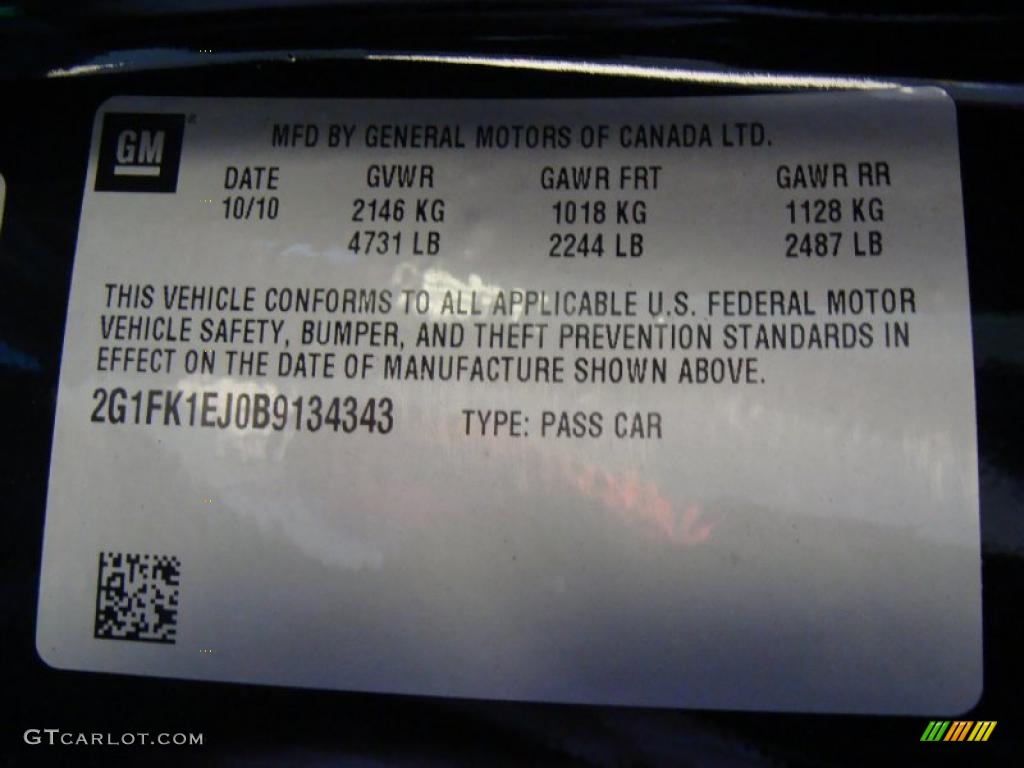 GM
MFD BY GENERAL MOTORS OF CANADA LTD.
DATE GVWR GAWR FRT GAWR RR
10/10 2146 KG 1018 KG 1128 KG
4731 LB 2244 LB 2487 LB
THIS VEHICLE CONFORMS TO ALL APPLICABLE U.S. FEDERAL MOTOR
VEHICLE SAFETY, BUMPER, AND THEFT PREVENTION STANDARDS IN
EFFECT ON THE DATE OF MANUFACTURE SHOWN ABOVE.
2G1FK1EJ0B9134343 TYPE: PASS CAR
GTCARLOT.COM